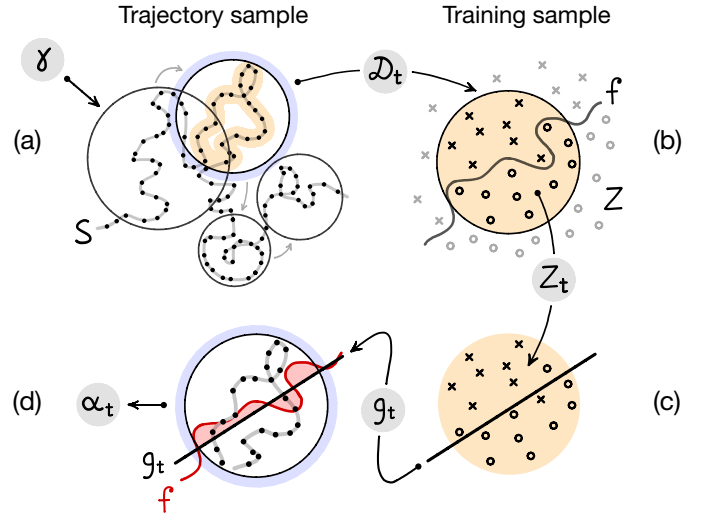 Trajectory sample
Training sample
γ
𝒟t
f
(a)
(b)
S
Z
Zt
(d)
αt
gt
(c)
gt
f